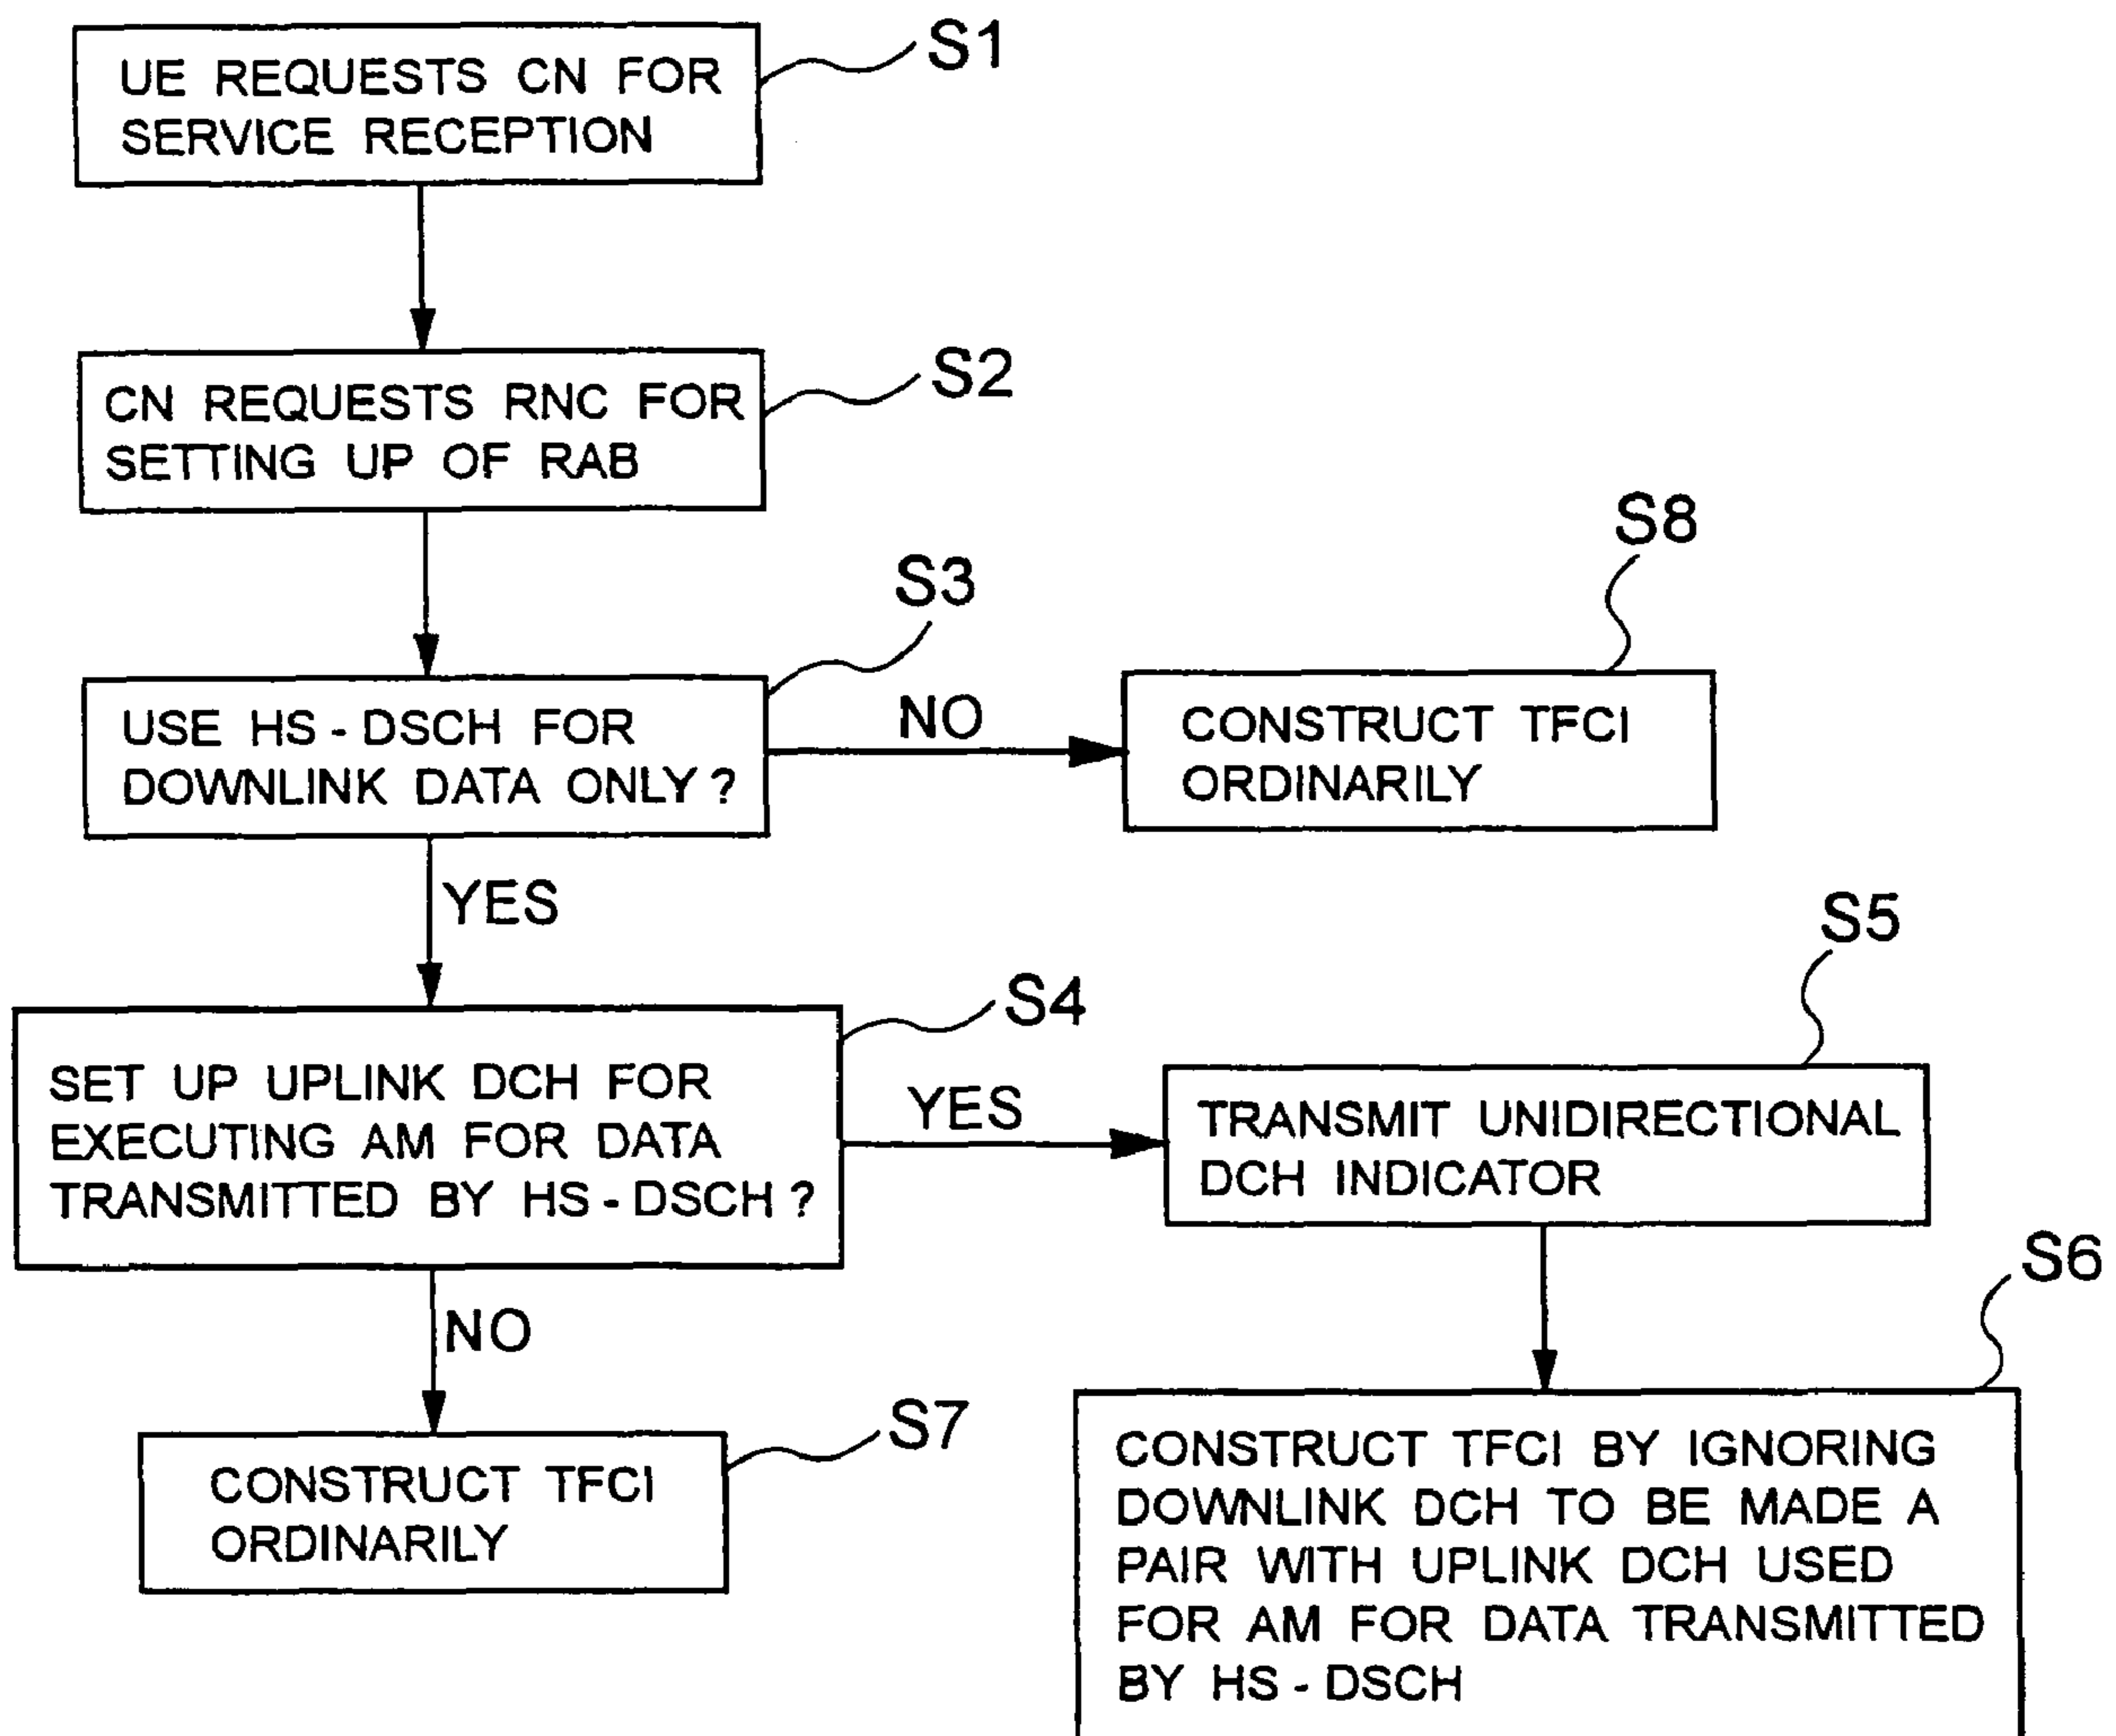 UE REQUESTS CN FOR
SERVICE RECEPTION
S1
CN REQUESTS RNC FOR
SETTING UP OF RAB
S2
USE HS-DSCH FOR
DOWNLINK DATA ONLY?
S3
NO
CONSTRUCT TFCI
ORDINARILY
S8
YES
SET UP UPLINK DCH FOR
EXECUTING AM FOR DATA
TRANSMITTED BY HS-DSCH?
S4
YES
TRANSMIT UNIDIRECTIONAL
DCH INDICATOR
S5
NO
CONSTRUCT TFCI
ORDINARILY
S7
CONSTRUCT TFCI BY IGNORING
DOWNLINK DCH TO BE MADE A
PAIR WITH UPLINK DCH USED
FOR AM FOR DATA TRANSMITTED
BY HS-DSCH
S6